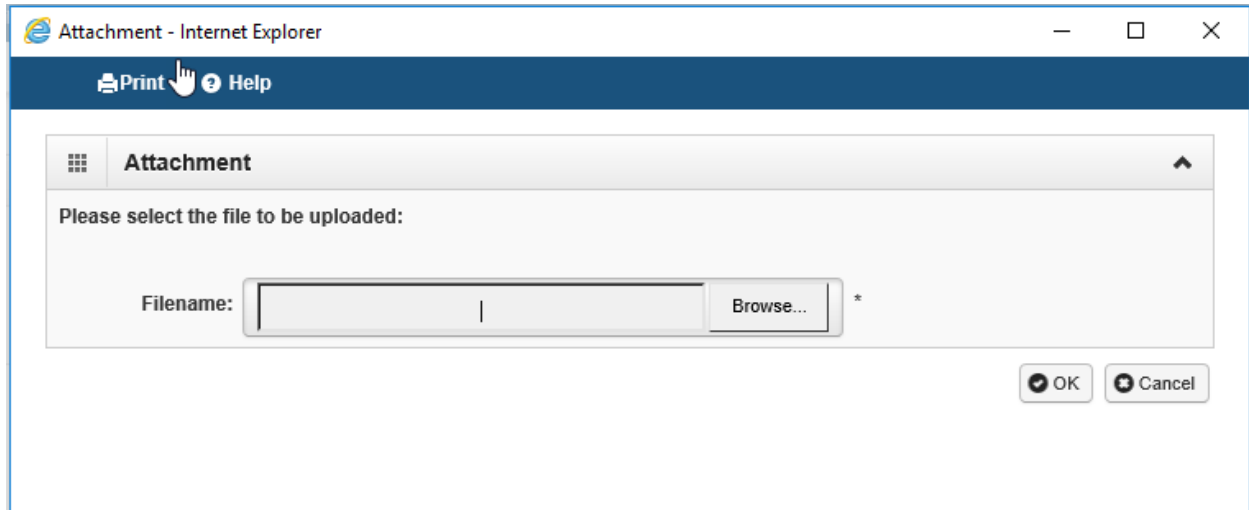 Attachment - Internet Explorer
Print Help
Attachment
Please select the file to be uploaded:
Filename: Browse... *
OK Cancel